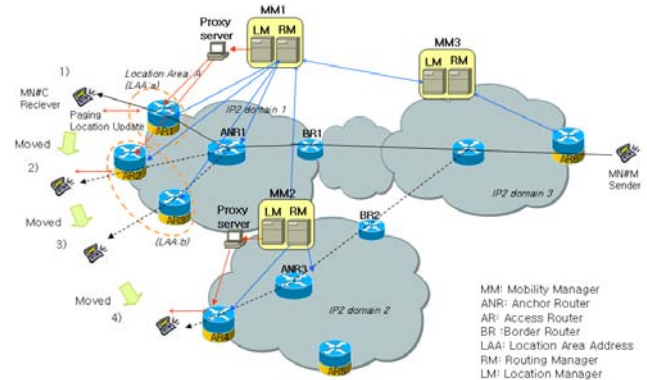 MM1
Proxy server
LM RM
MM3
LM RM
1)
Location Area, A
(LAA:a)
MN#C
Reciever
IP2 domain 1
Paging
Location Update
AR1
ANR1
BR1
Moved
2)
AR2
MN#M
Sender
MM2
IP2 domain 3
Proxy server
LM RM
Moved
AR3
BR2
3)
(LAA:b)
ANR3
Moved
IP2 domain 2
4)
AR4
MM: Mobility Manager
ANR: Anchor Router
AR: Access Router
BR :Border Router
LAA: Location Area Address
RM: Routing Manager
LM: Location Manager